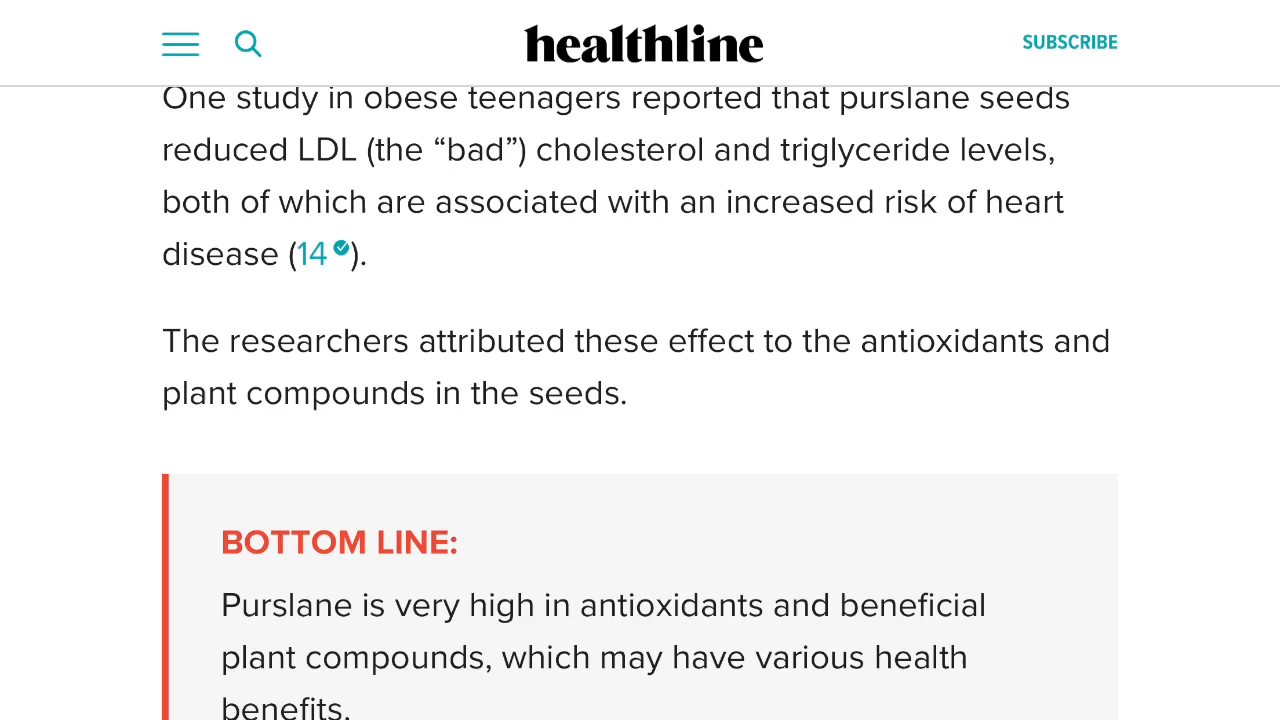 healthline
SUBSCRIBE
One study in obese teenagers reported that purslane seeds
reduced LDL (the “bad”) cholesterol and triglyceride levels,
both of which are associated with an increased risk of heart
disease (14).
The researchers attributed these effect to the antioxidants and
plant compounds in the seeds.
BOTTOM LINE:
Purslane is very high in antioxidants and beneficial
plant compounds, which may have various health
benefits.